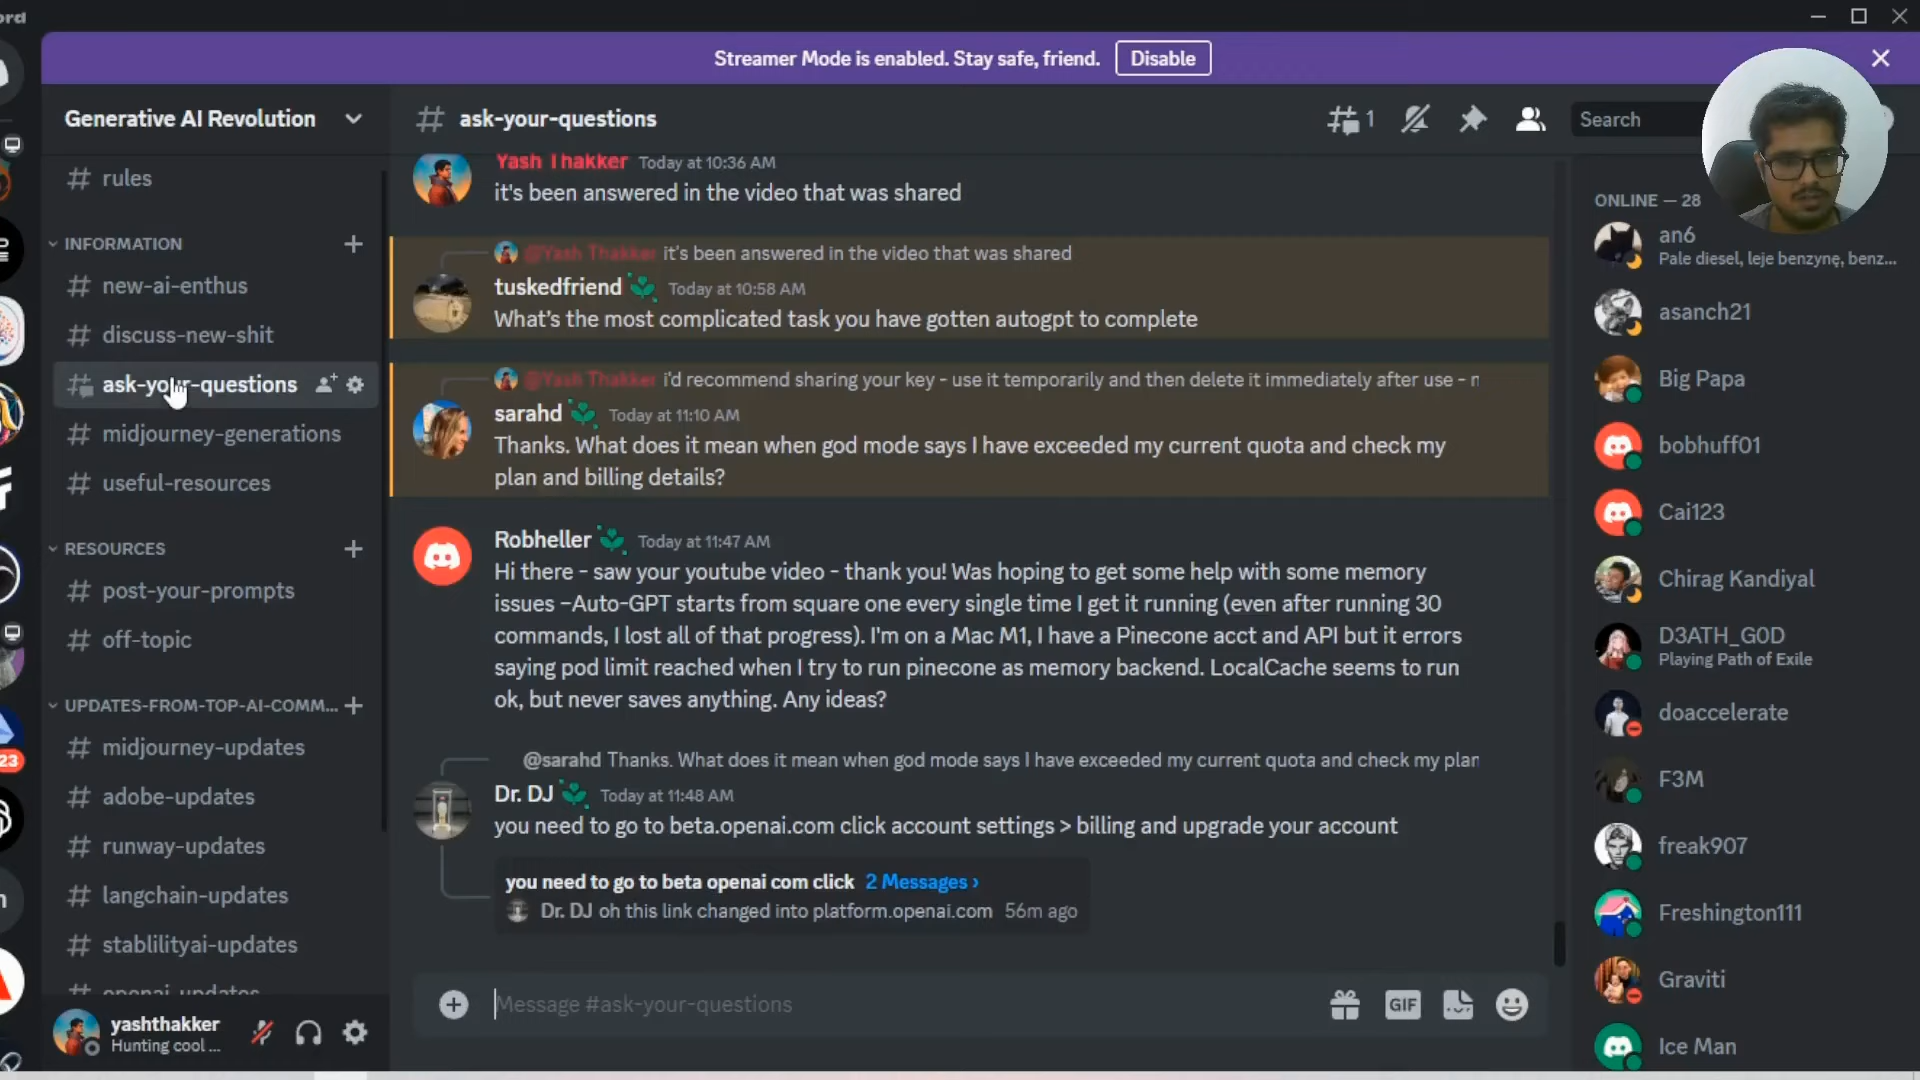 ord
Streamer Mode is enabled. Stay safe, friend.
Disable
Generative AI Revolution
rules
INFORMATION
new-ai-enthus
discuss-new-shit
ask-your-questions
midjourney-generations
useful-resources
RESOURCES
post-your-prompts
off-topic
UPDATES-FROM-TOP-AI-COMM...
midjourney-updates
adobe-updates
runway-updates
langchain-updates
stablilityai-updates
openai-updates
23
yashthakker
Hunting cool ...
ask-your-questions
1
Search
Yash Thakker Today at 10:36 AM
it's been answered in the video that was shared
@Yash Thakker it's been answered in the video that was shared
tuskedfriend Today at 10:58 AM
What's the most complicated task you have gotten autogpt to complete
@Yash Thakker i'd recommend sharing your key - use it temporarily and then delete it immediately after use -
sarahd Today at 11:10 AM
Thanks. What does it mean when god mode says I have exceeded my current quota and check my
plan and billing details?
Robheller Today at 11:47 AM
Hi there - saw your youtube video - thank you! Was hoping to get some help with some memory
issues -Auto-GPT starts from square one every single time I get it running (even after running 30
commands, I lost all of that progress). I'm on a Mac M1, I have a Pinecone acct and API but it errors
saying pod limit reached when I try to run pinecone as memory backend. LocalCache seems to run
ok, but never saves anything. Any ideas?
@sarahd Thanks. What does it mean when god mode says I have exceeded my current quota and check my plan
Dr. DJ Today at 11:48 AM
you need to go to beta.openai.com click account settings > billing and upgrade your account
you need to go to beta openai com click 2 Messages ›
Dr. DJ oh this link changed into platform.openai.com 56m ago
Message #ask-your-questions
GIF
ONLINE — 28
an6
Pale diesel, leje benzynę, benz...
asanch21
Big Papa
bobhuff01
Cai123
Chirag Kandiyal
D3ATH_G0D
Playing Path of Exile
doaccelerate
F3M
freak907
Freshington111
Graviti
Ice Man